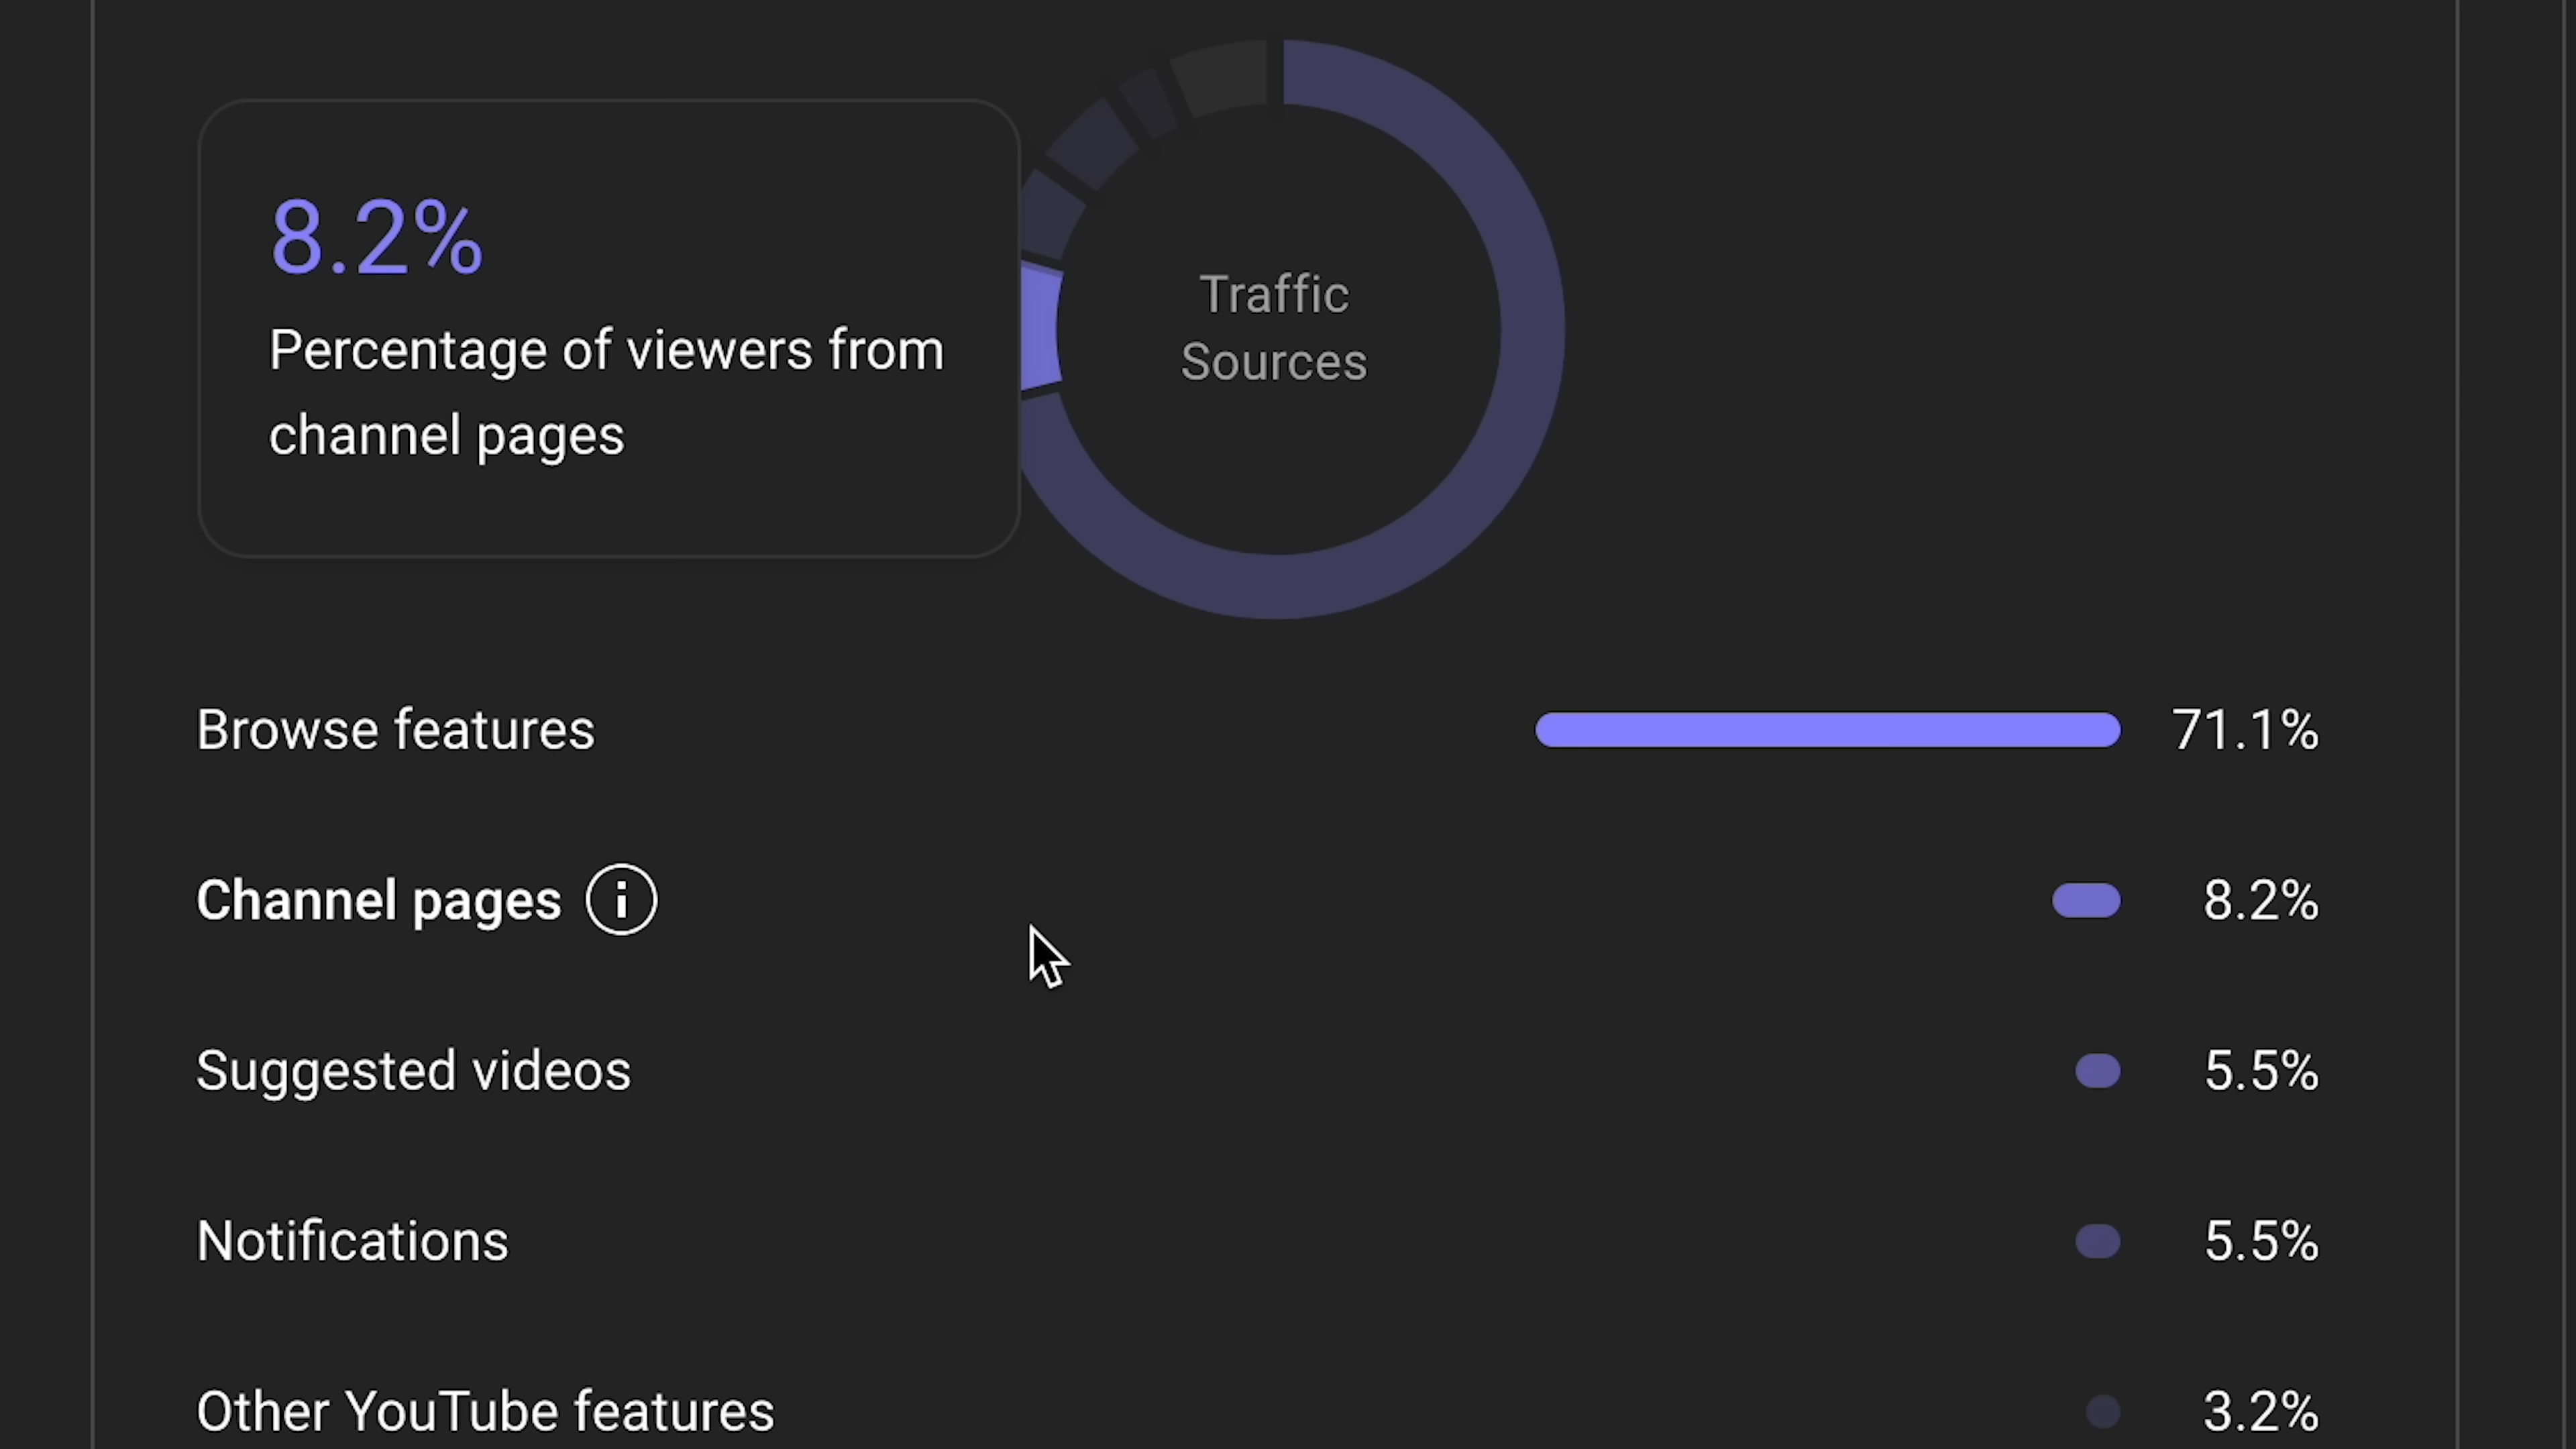 8.2%
Percentage of viewers from
channel pages
Traffic
Sources
Browse features 71.1%
Channel pages 8.2%
Suggested videos 5.5%
Notifications 5.5%
Other YouTube features 3.2%